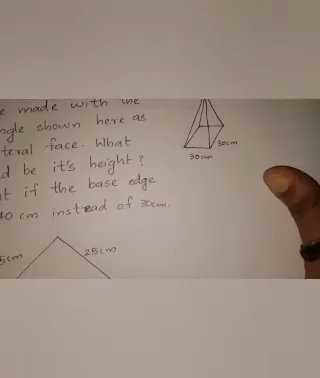 e made with the
ngle shown here as
teral face. What
d be it's height?
t if the base edge
40 cm instead of 30cm.
30cm
30cm
5cm
25cm